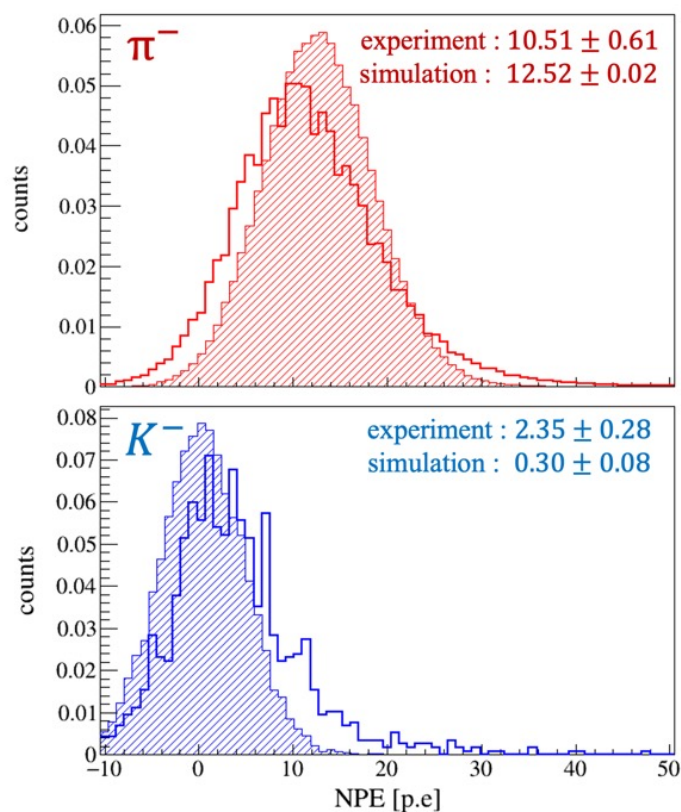 π⁻
experiment : 10.51 ± 0.61
simulation : 12.52 ± 0.02
counts
0.06
0.05
0.04
0.03
0.02
0.01
0
K⁻
experiment : 2.35 ± 0.28
simulation : 0.30 ± 0.08
counts
0.08
0.07
0.06
0.05
0.04
0.03
0.02
0.01
0
−10 0 10 20 30 40 50
NPE [p.e]